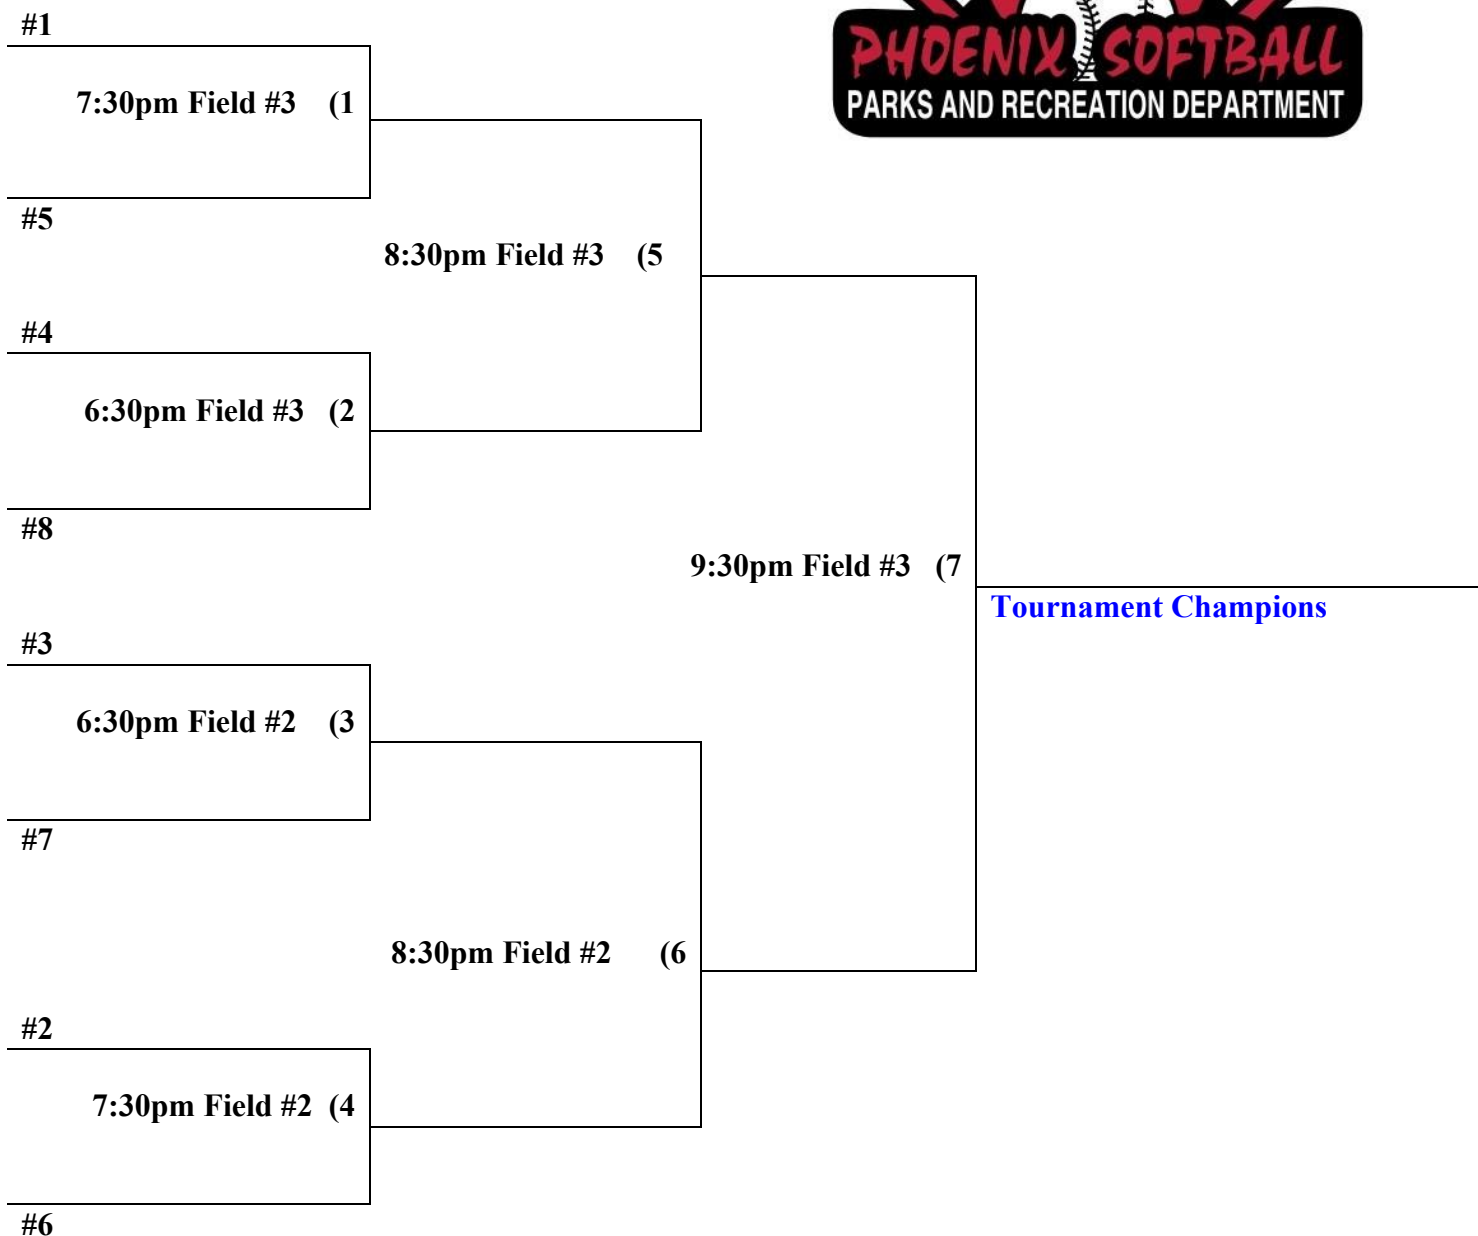 #1
PHOENIX SOFTBALL
PARKS AND RECREATION DEPARTMENT
7:30pm Field #3 (1
#5
8:30pm Field #3 (5
#4
6:30pm Field #3 (2
#8
9:30pm Field #3 (7
Tournament Champions
#3
6:30pm Field #2 (3
#7
8:30pm Field #2 (6
#2
7:30pm Field #2 (4
#6